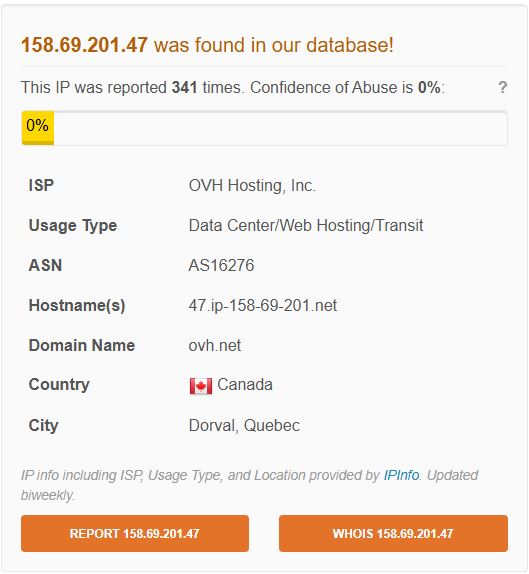 158.69.201.47 was found in our database!
This IP was reported 341 times. Confidence of Abuse is 0%: ?
0%
ISP OVH Hosting, Inc.
Usage Type Data Center/Web Hosting/Transit
ASN AS16276
Hostname(s) 47.ip-158-69-201.net
Domain Name ovh.net
Country Canada
City Dorval, Quebec
IP info including ISP, Usage Type, and Location provided by IPInfo. Updated
biweekly.
REPORT 158.69.201.47 WHOIS 158.69.201.47